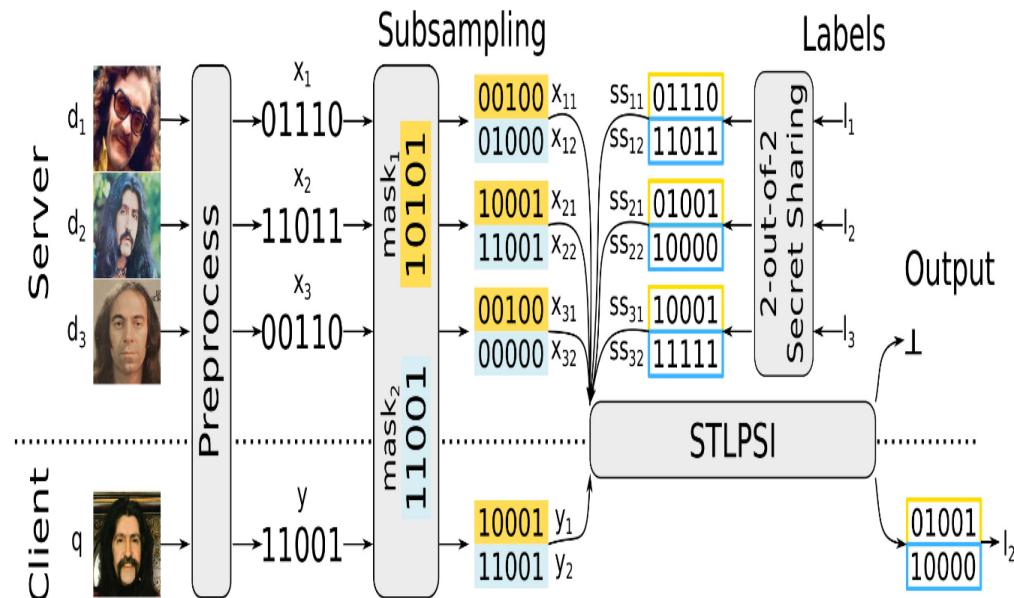 Subsampling
Labels
Server
d1
d2
d3
Preprocess
x1
01110
x2
11011
x3
00110
mask1
10101
mask2
11001
00100 x11
01000 x12
10001 x21
11001 x22
00100 x31
00000 x32
ss11 01110
ss12 11011
ss21 01001
ss22 10000
ss31 10001
ss32 11111
2-out-of-2
Secret Sharing
l1
l2
l3
Output
⊥
STLPSI
Client
q
y
11001
10001 y1
11001 y2
01001
10000
l2